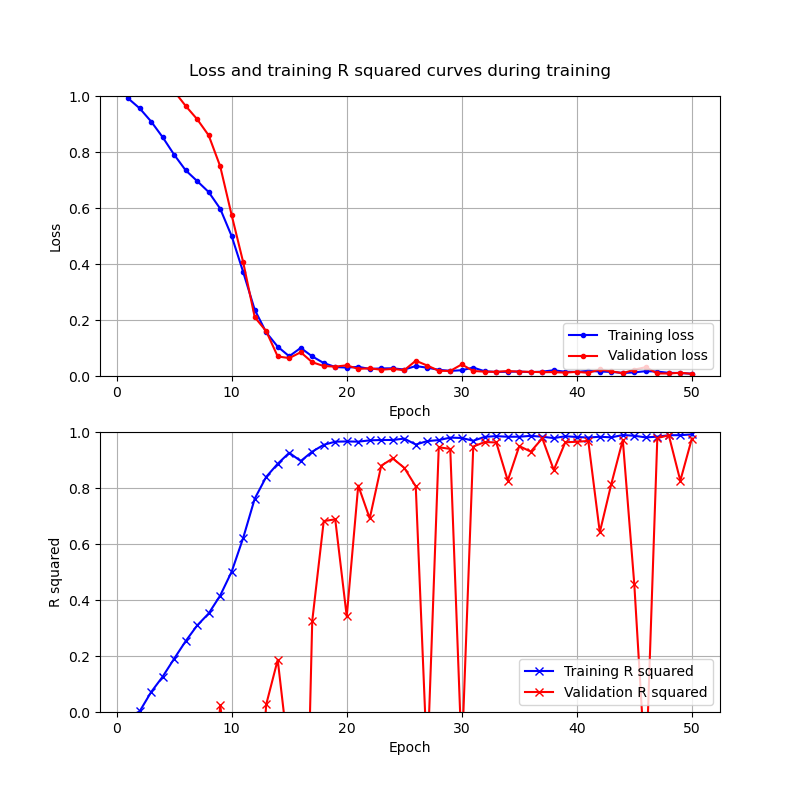 Loss and training R squared curves during training
1.0
0.8
0.6
0.4
0.2
0.0
Loss
Training loss
Validation loss
0 10 20 30 40 50
Epoch
1.0
0.8
0.6
0.4
0.2
0.0
R squared
Training R squared
Validation R squared
0 10 20 30 40 50
Epoch